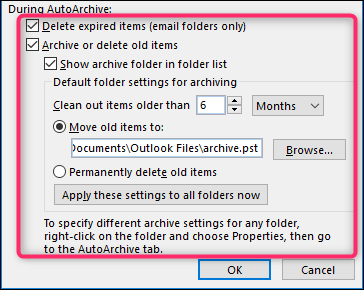 During AutoArchive:
Delete expired items (email folders only)
Archive or delete old items
Show archive folder in folder list
Default folder settings for archiving
Clean out items older than 6 Months
Move old items to:
Documents\Outlook Files\archive.pst Browse...
Permanently delete old items
Apply these settings to all folders now
To specify different archive settings for any folder,
right-click on the folder and choose Properties, then go
to the AutoArchive tab.
OK Cancel